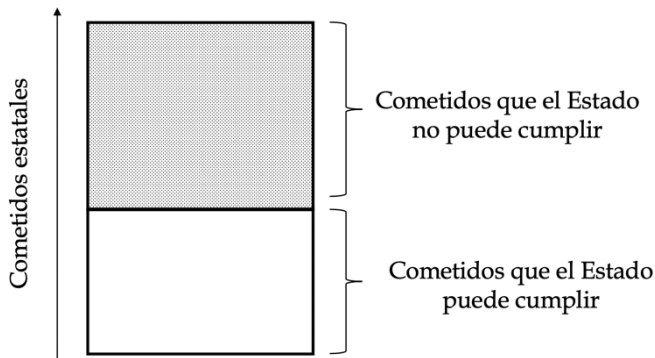 Cometidos estatales
Cometidos que el Estado
no puede cumplir
Cometidos que el Estado
puede cumplir